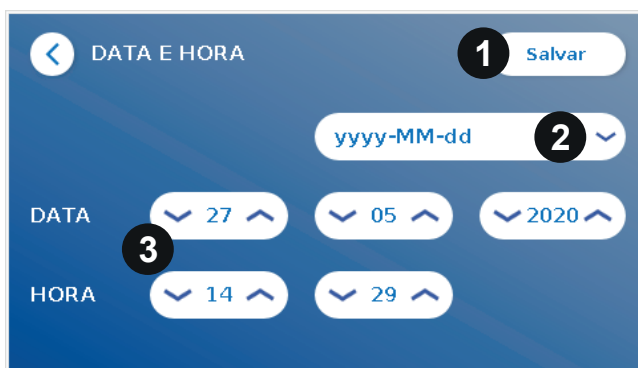 DATA E HORA 1 Salvar
yyyy-MM-dd 2
DATA 27 05 2020
3
HORA 14 29